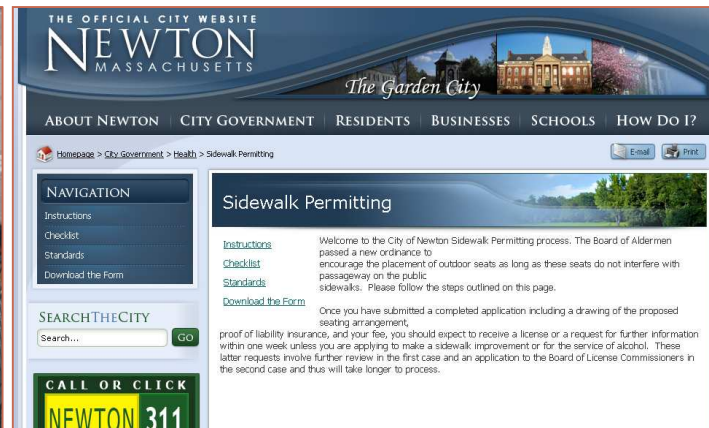 THE OFFICIAL CITY WEBSITE
NEWTON
MASSACHUSETTS
The Garden City
ABOUT NEWTON
CITY GOVERNMENT
RESIDENTS
BUSINESSES
SCHOOLS
HOW DO I?
Homepage > City Government > Health > Sidewalk Permitting
E-mail
Print
NAVIGATION
Instructions
Checklist
Standards
Download the Form
SEARCHTHECITY
Search...
GO
CALL OR CLICK
NEWTON 311
Sidewalk Permitting
Instructions
Checklist
Standards
Download the Form
Welcome to the City of Newton Sidewalk Permitting process. The Board of Aldermen
passed a new ordinance to
encourage the placement of outdoor seats as long as these seats do not interfere with
passageway on the public
sidewalks. Please follow the steps outlined on this page.
Once you have submitted a completed application including a drawing of the proposed
seating arrangement,
proof of liability insurance, and your fee, you should expect to receive a license or a request for further information
within one week unless you are applying to make a sidewalk improvement or for the service of alcohol. These
latter requests involve further review in the first case and an application to the Board of License Commissioners in
the second case and thus will take longer to process.